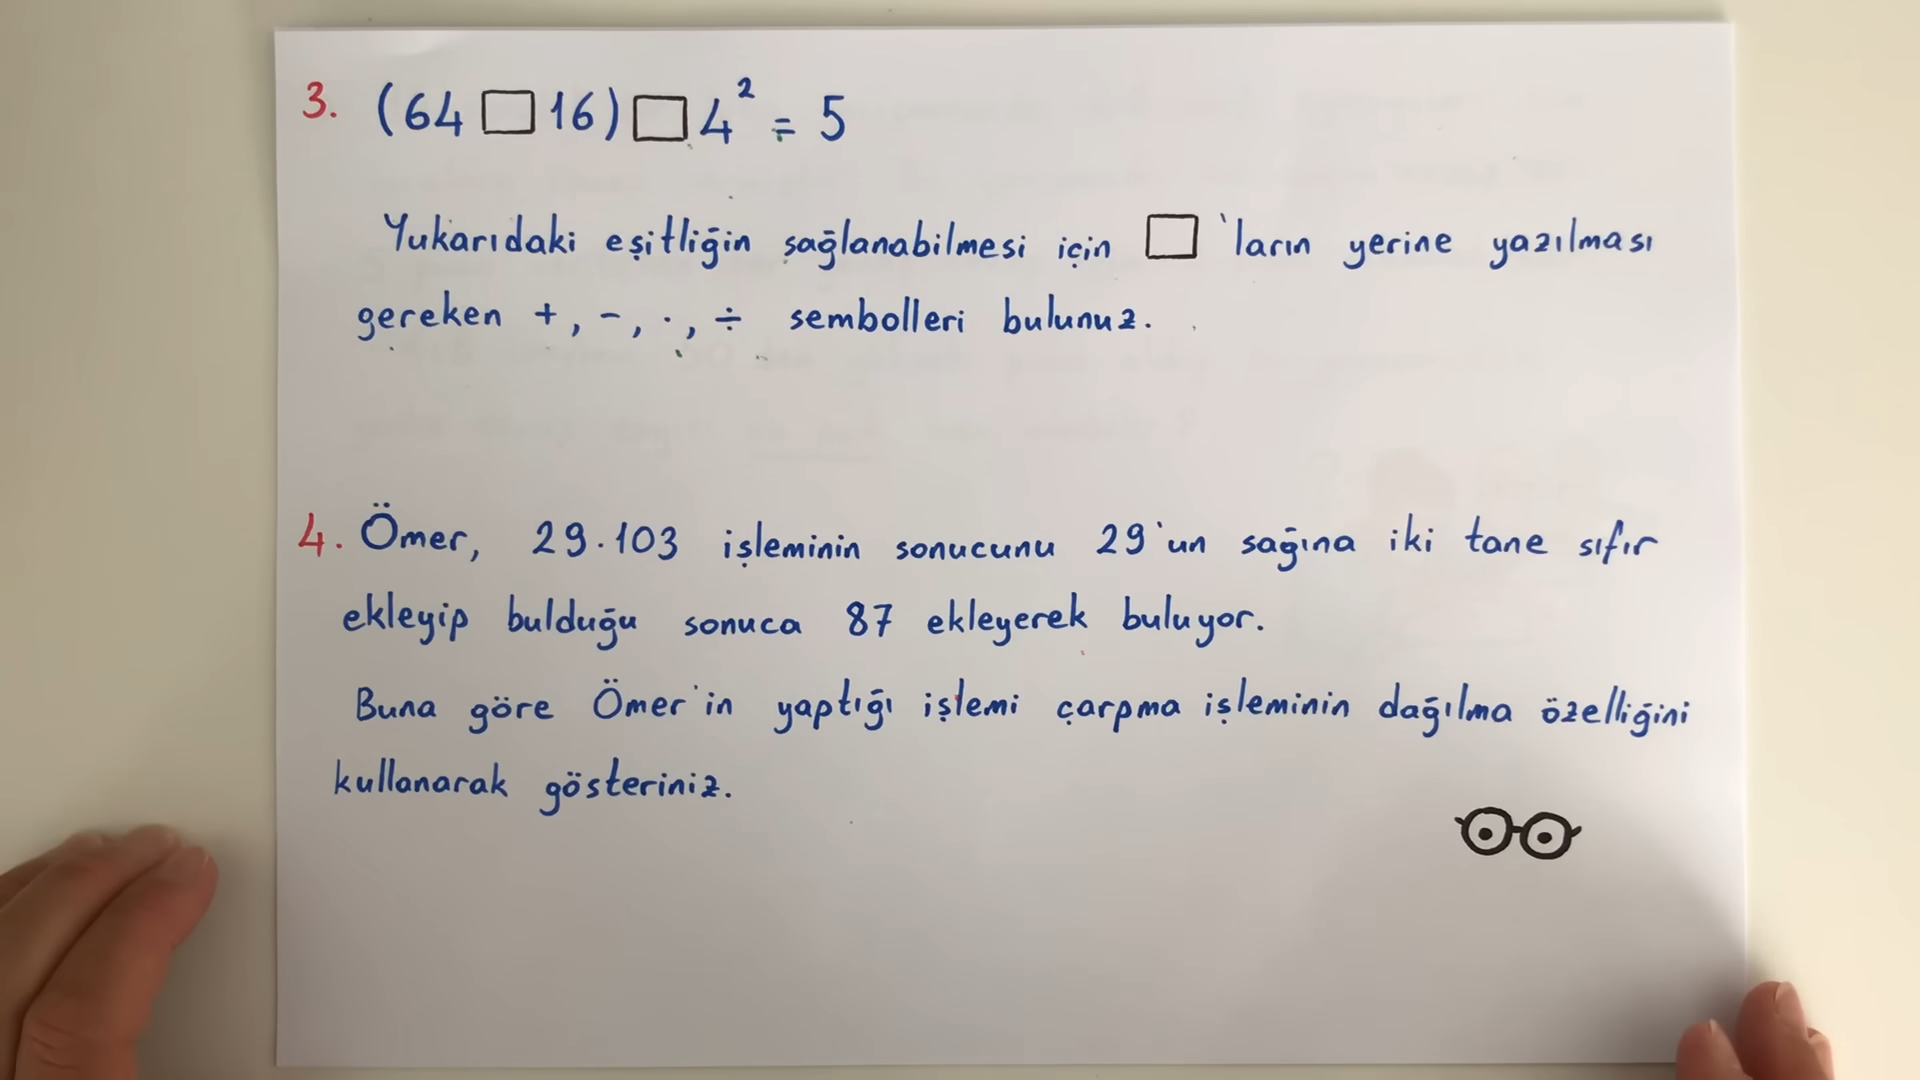 3. (64 □ 16) □ 4² = 5
Yukarıdaki eşitliğin sağlanabilmesi için □ 'ların yerine yazılması
gereken +, -, ·, ÷ sembolleri bulunuz.
4. Ömer, 29.103 işleminin sonucunu 29'un sağına iki tane sıfır
ekleyip bulduğu sonuca 87 ekleyerek buluyor.
Buna göre Ömer'in yaptığı işlemi çarpma işleminin dağılma özelliğini
kullanarak gösteriniz.